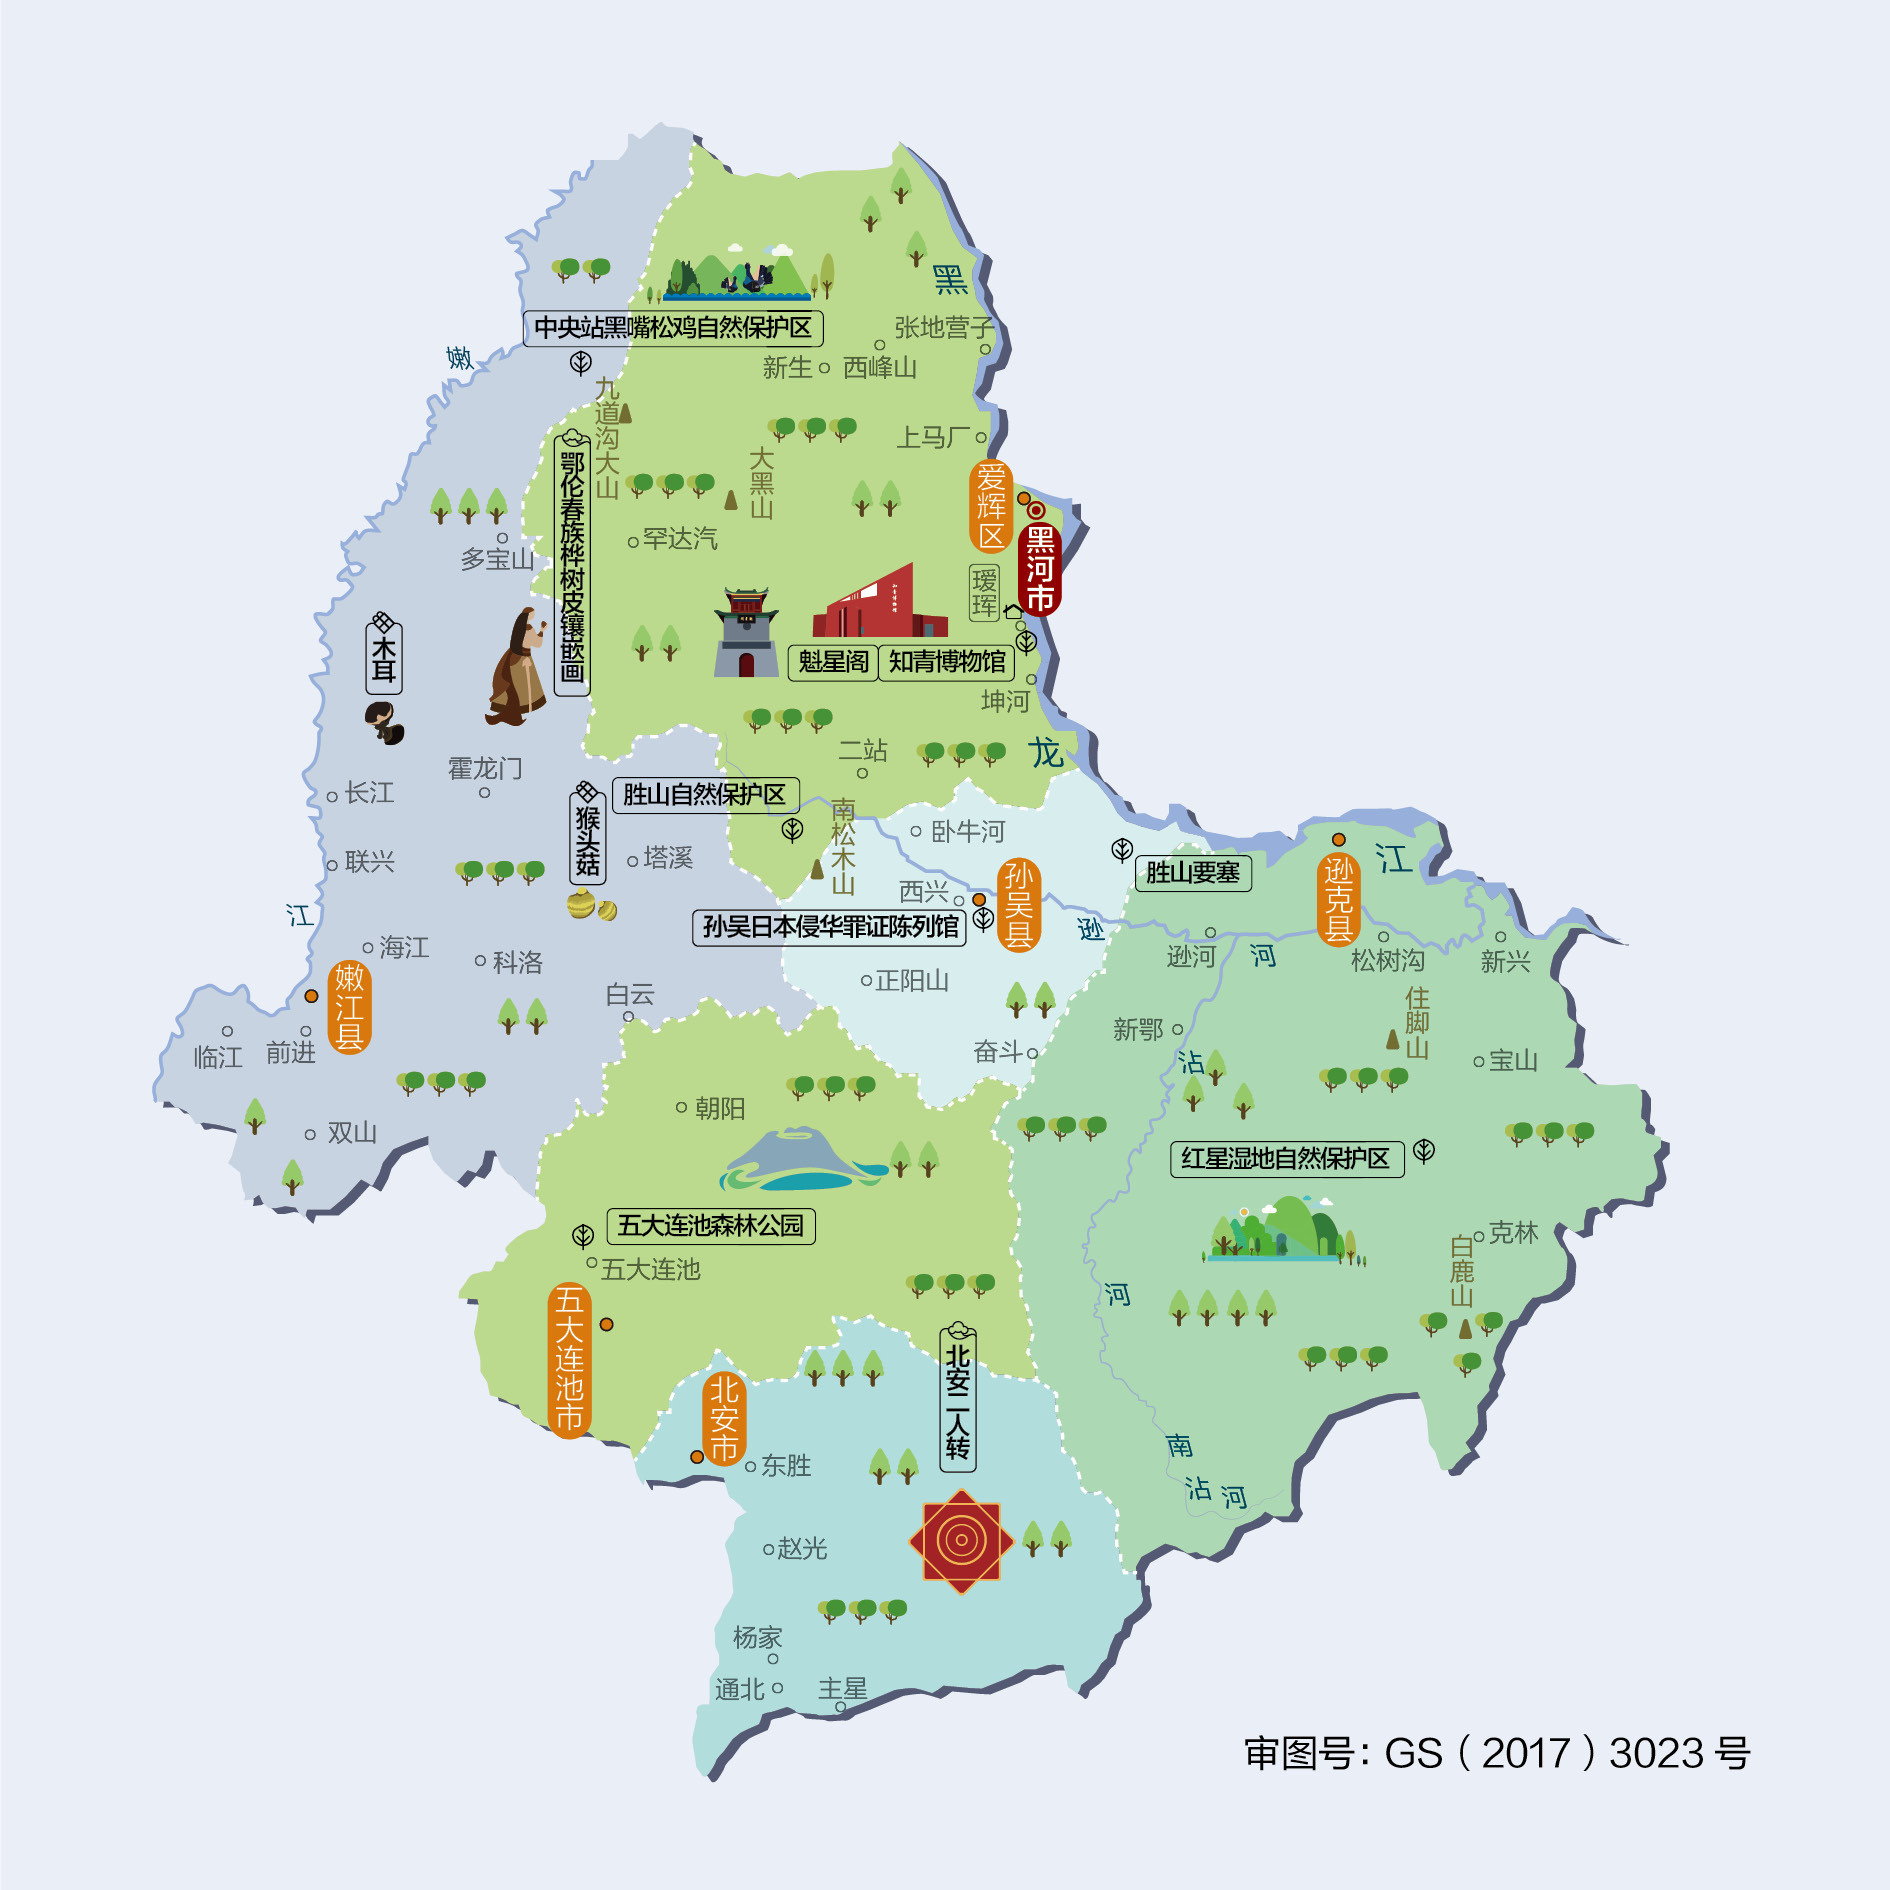 黑
中央站黑嘴松鸡自然保护区
张地营子
嫩
新生
西峰山
九道沟大山
上马厂
大黑山
鄂伦春族桦树皮镶嵌画
爱辉区
多宝山
罕达汽
黑河市
瑷珲
木耳
魁星阁
知青博物馆
坤河
龙
二站
霍龙门
长江
胜山自然保护区
猴头菇
南松木山
卧牛河
联兴
塔溪
胜山要塞
江
孙吴县
逊克县
西兴
江
孙吴日本侵华罪证陈列馆
逊
海江
科洛
逊河
河
松树沟
新兴
嫩江县
正阳山
白云
住脚山
新鄂
临江
前进
奋斗
沾
宝山
朝阳
双山
红星湿地自然保护区
五大连池森林公园
克林
白鹿山
五大连池
河
五大连池市
北安二人转
北安市
南
沾
河
东胜
赵光
杨家
通北
主星
审图号：GS（2017）3023 号